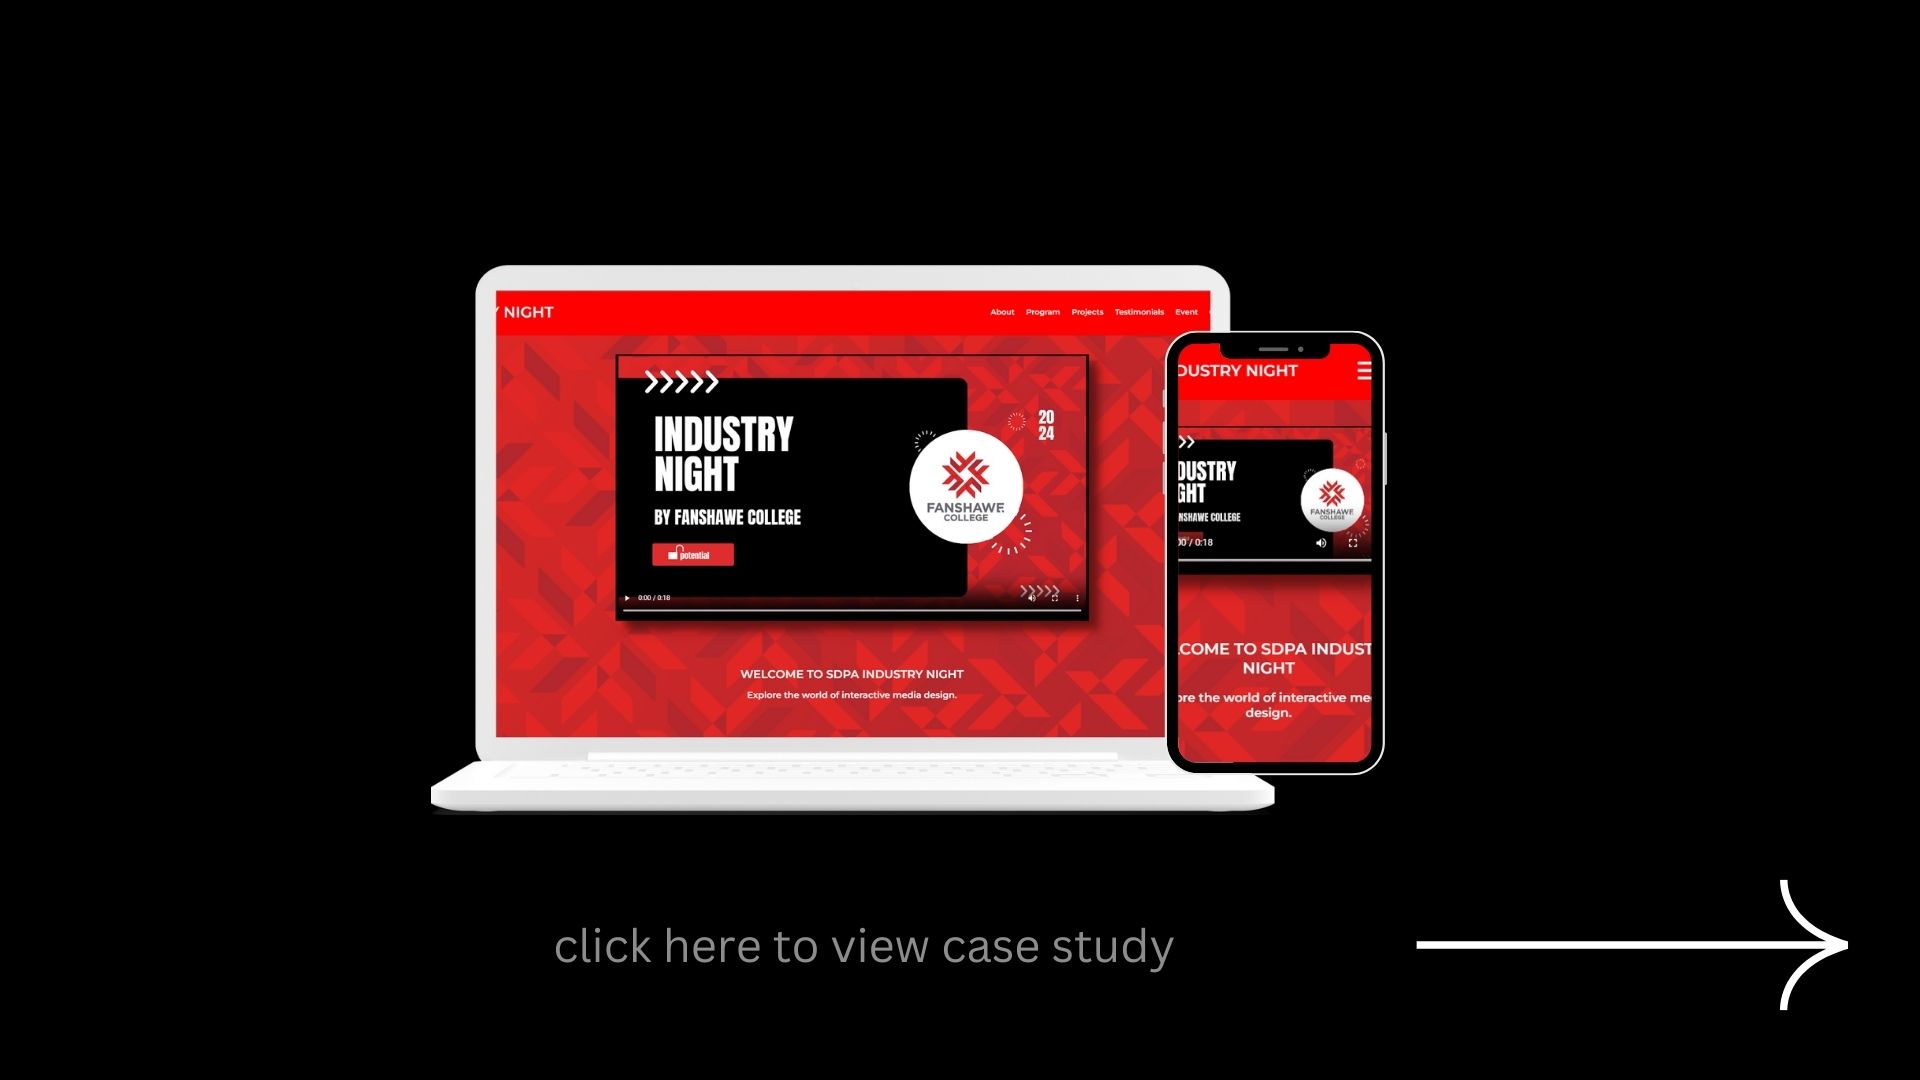 Y NIGHT
About Program Projects Testimonials Event
INDUSTRY
NIGHT
BY FANSHAWE COLLEGE
potential
20
24
FANSHAWE
COLLEGE
0:00 / 0:18
WELCOME TO SDPA INDUSTRY NIGHT
Explore the world of interactive media design.
DUSTRY NIGHT
DUSTRY
GHT
NSHAWE COLLEGE
FANSHAWE
COLLEGE
00 / 0:18
LCOME TO SDPA INDUST
NIGHT
ore the world of interactive me
design.
click here to view case study